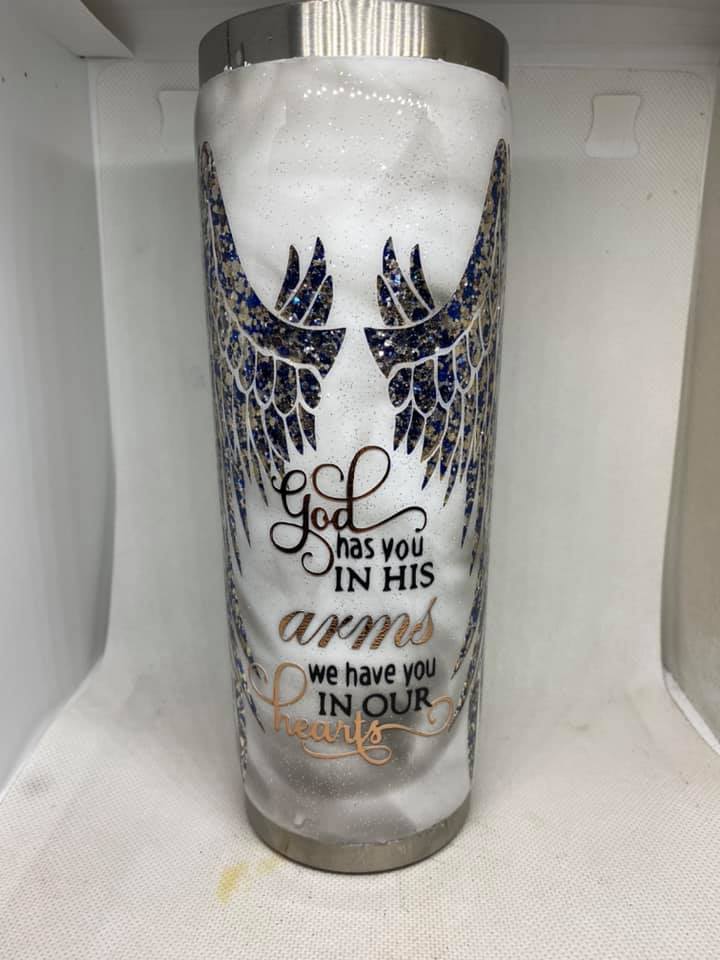 God
has you
IN HIS
arms
we have you
IN OUR
hearts